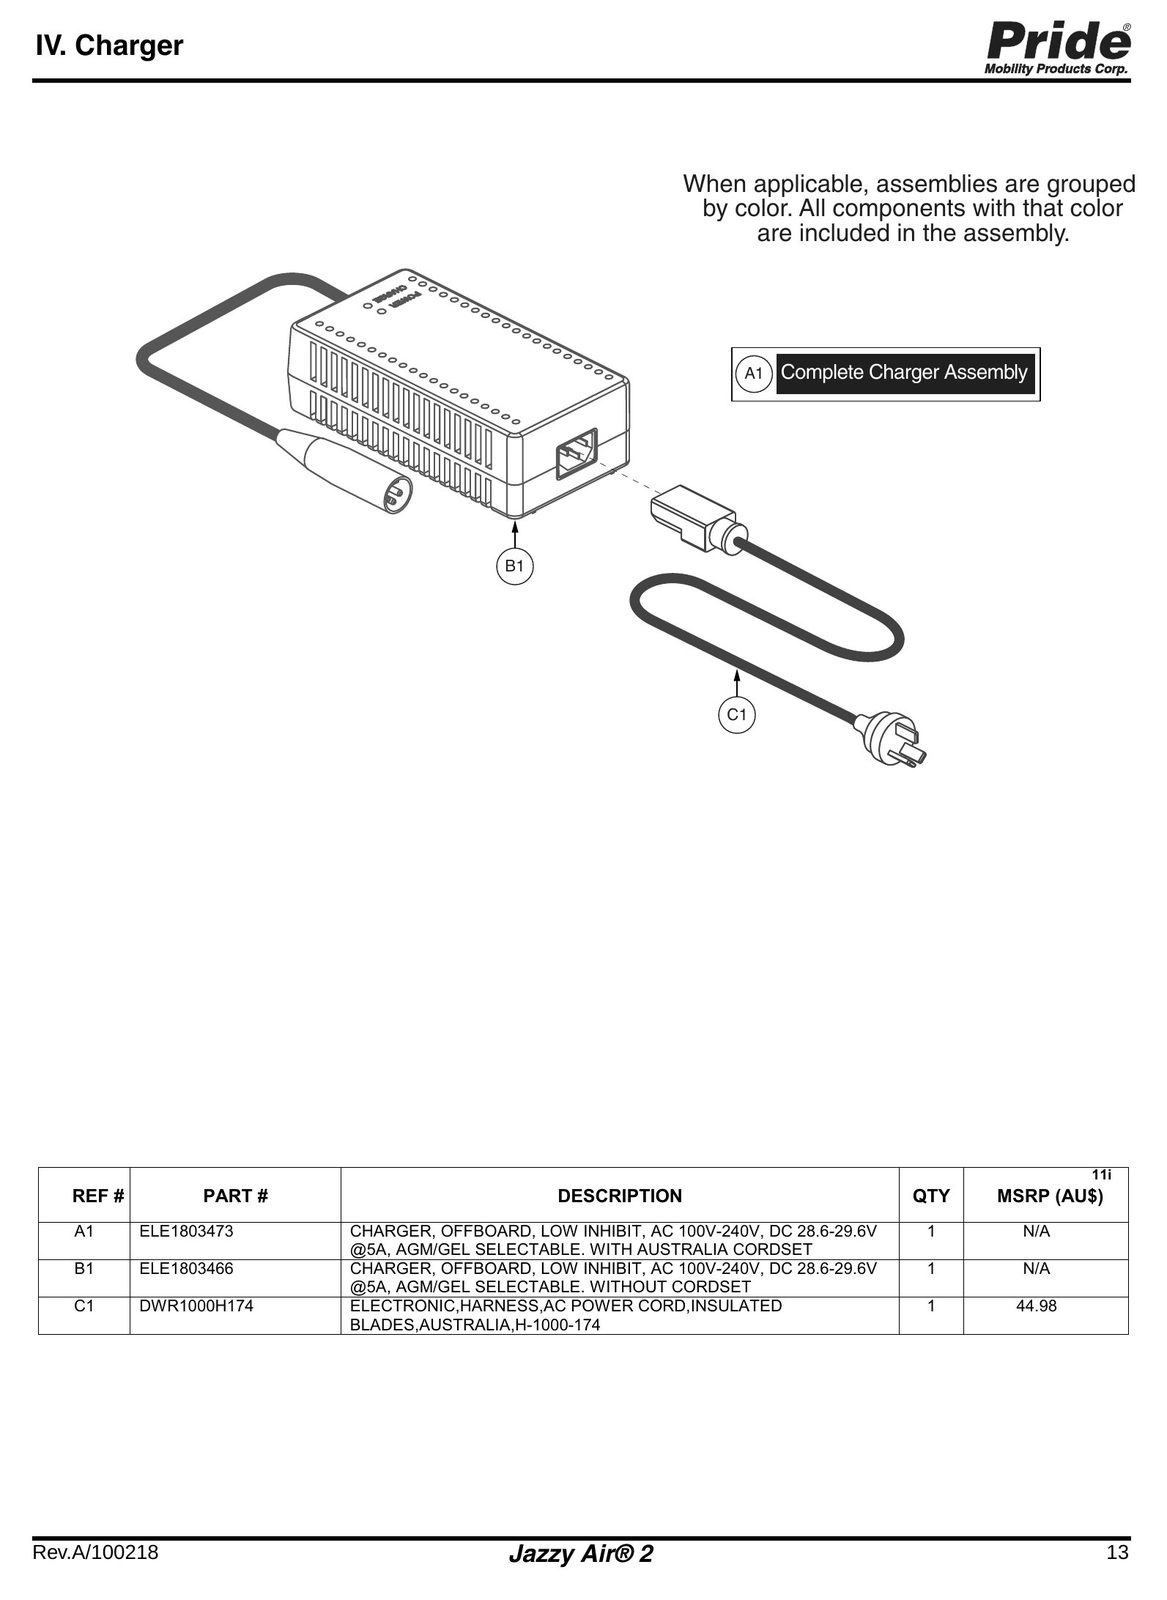 IV. Charger
Pride®
Mobility Products Corp.
When applicable, assemblies are grouped
by color. All components with that color
are included in the assembly.
CHARGE
POWER
A1 Complete Charger Assembly
B1
C1
11i
REF # PART # DESCRIPTION QTY MSRP (AU$)
A1 ELE1803473 CHARGER, OFFBOARD, LOW INHIBIT, AC 100V-240V, DC 28.6-29.6V 1 N/A
@5A, AGM/GEL SELECTABLE. WITH AUSTRALIA CORDSET
B1 ELE1803466 CHARGER, OFFBOARD, LOW INHIBIT, AC 100V-240V, DC 28.6-29.6V 1 N/A
@5A, AGM/GEL SELECTABLE. WITHOUT CORDSET
C1 DWR1000H174 ELECTRONIC,HARNESS,AC POWER CORD,INSULATED 1 44.98
BLADES,AUSTRALIA,H-1000-174
Rev.A/100218 Jazzy Air® 2 13